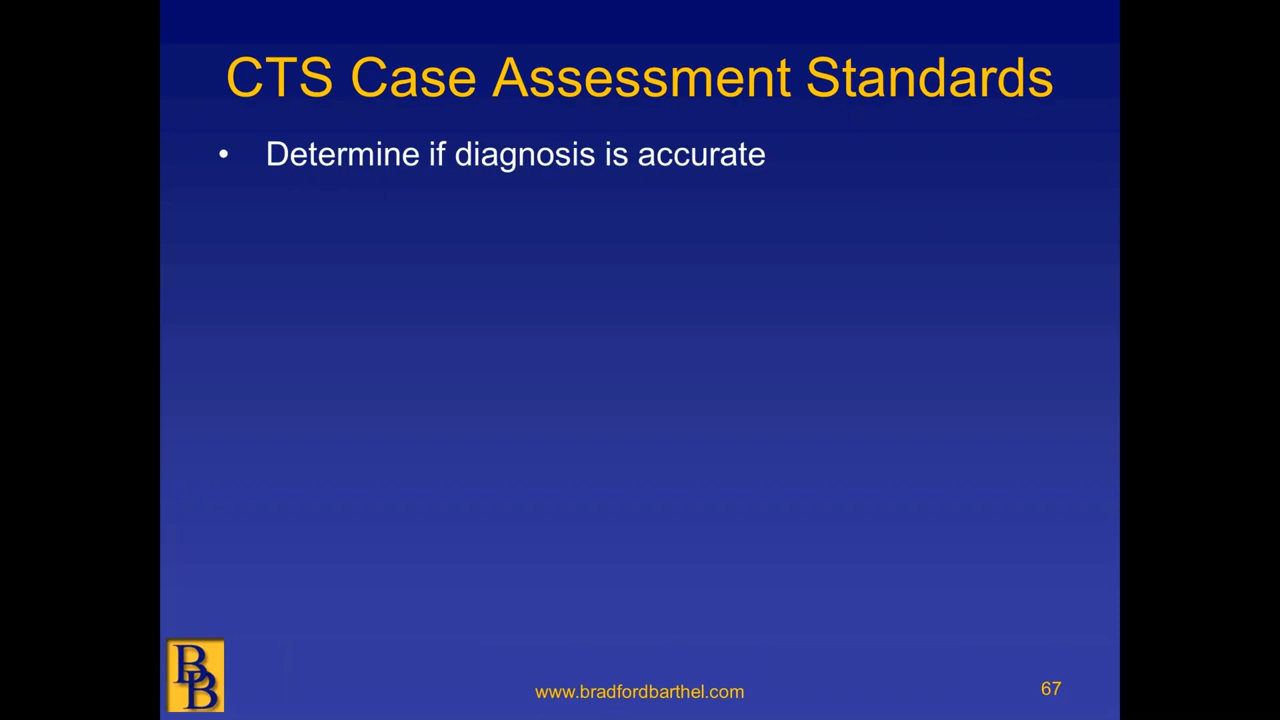 CTS Case Assessment Standards
• Determine if diagnosis is accurate
BB
www.bradfordbarthel.com
67